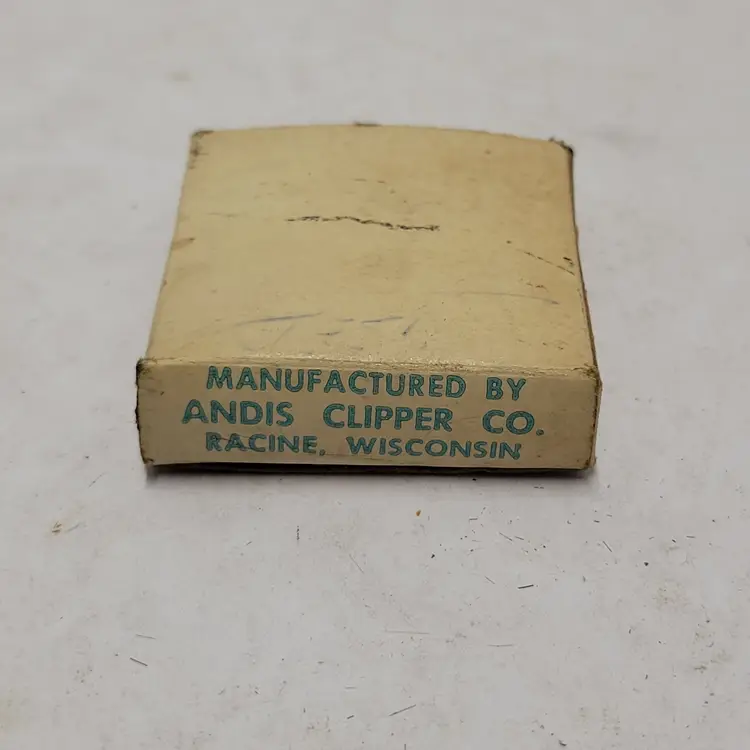 MANUFACTURED BY
ANDIS CLIPPER CO.
RACINE, WISCONSIN